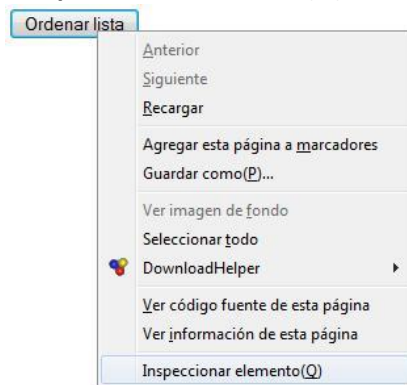 Ordenar lista
Anterior
Siguiente
Recargar
Agregar esta página a marcadores
Guardar como(P)...
Ver imagen de fondo
Seleccionar todo
DownloadHelper
Ver código fuente de esta página
Ver información de esta página
Inspeccionar elemento(Q)